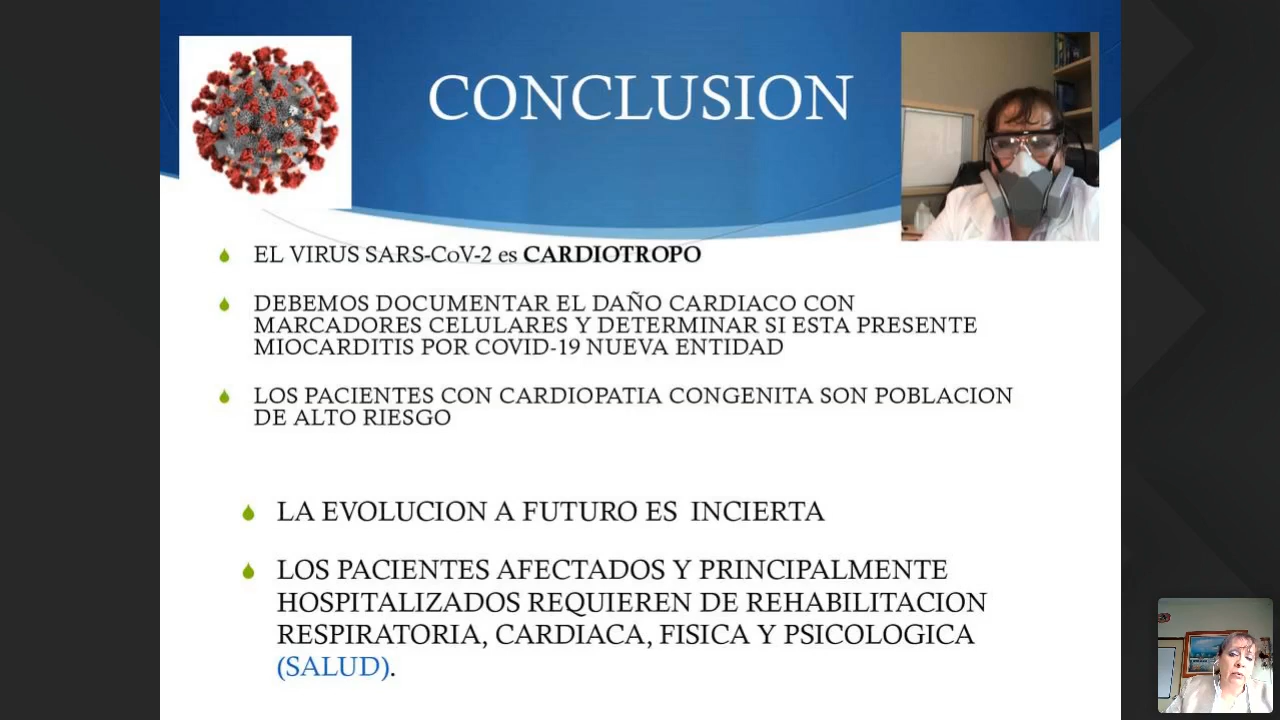 CONCLUSION
EL VIRUS SARS-CoV-2 es CARDIOTROPO
DEBEMOS DOCUMENTAR EL DAÑO CARDIACO CON
MARCADORES CELULARES Y DETERMINAR SI ESTA PRESENTE
MIOCARDITIS POR COVID-19 NUEVA ENTIDAD
LOS PACIENTES CON CARDIOPATIA CONGENITA SON POBLACION
DE ALTO RIESGO
LA EVOLUCION A FUTURO ES INCIERTA
LOS PACIENTES AFECTADOS Y PRINCIPALMENTE
HOSPITALIZADOS REQUIEREN DE REHABILITACION
RESPIRATORIA, CARDIACA, FISICA Y PSICOLOGICA
(SALUD).